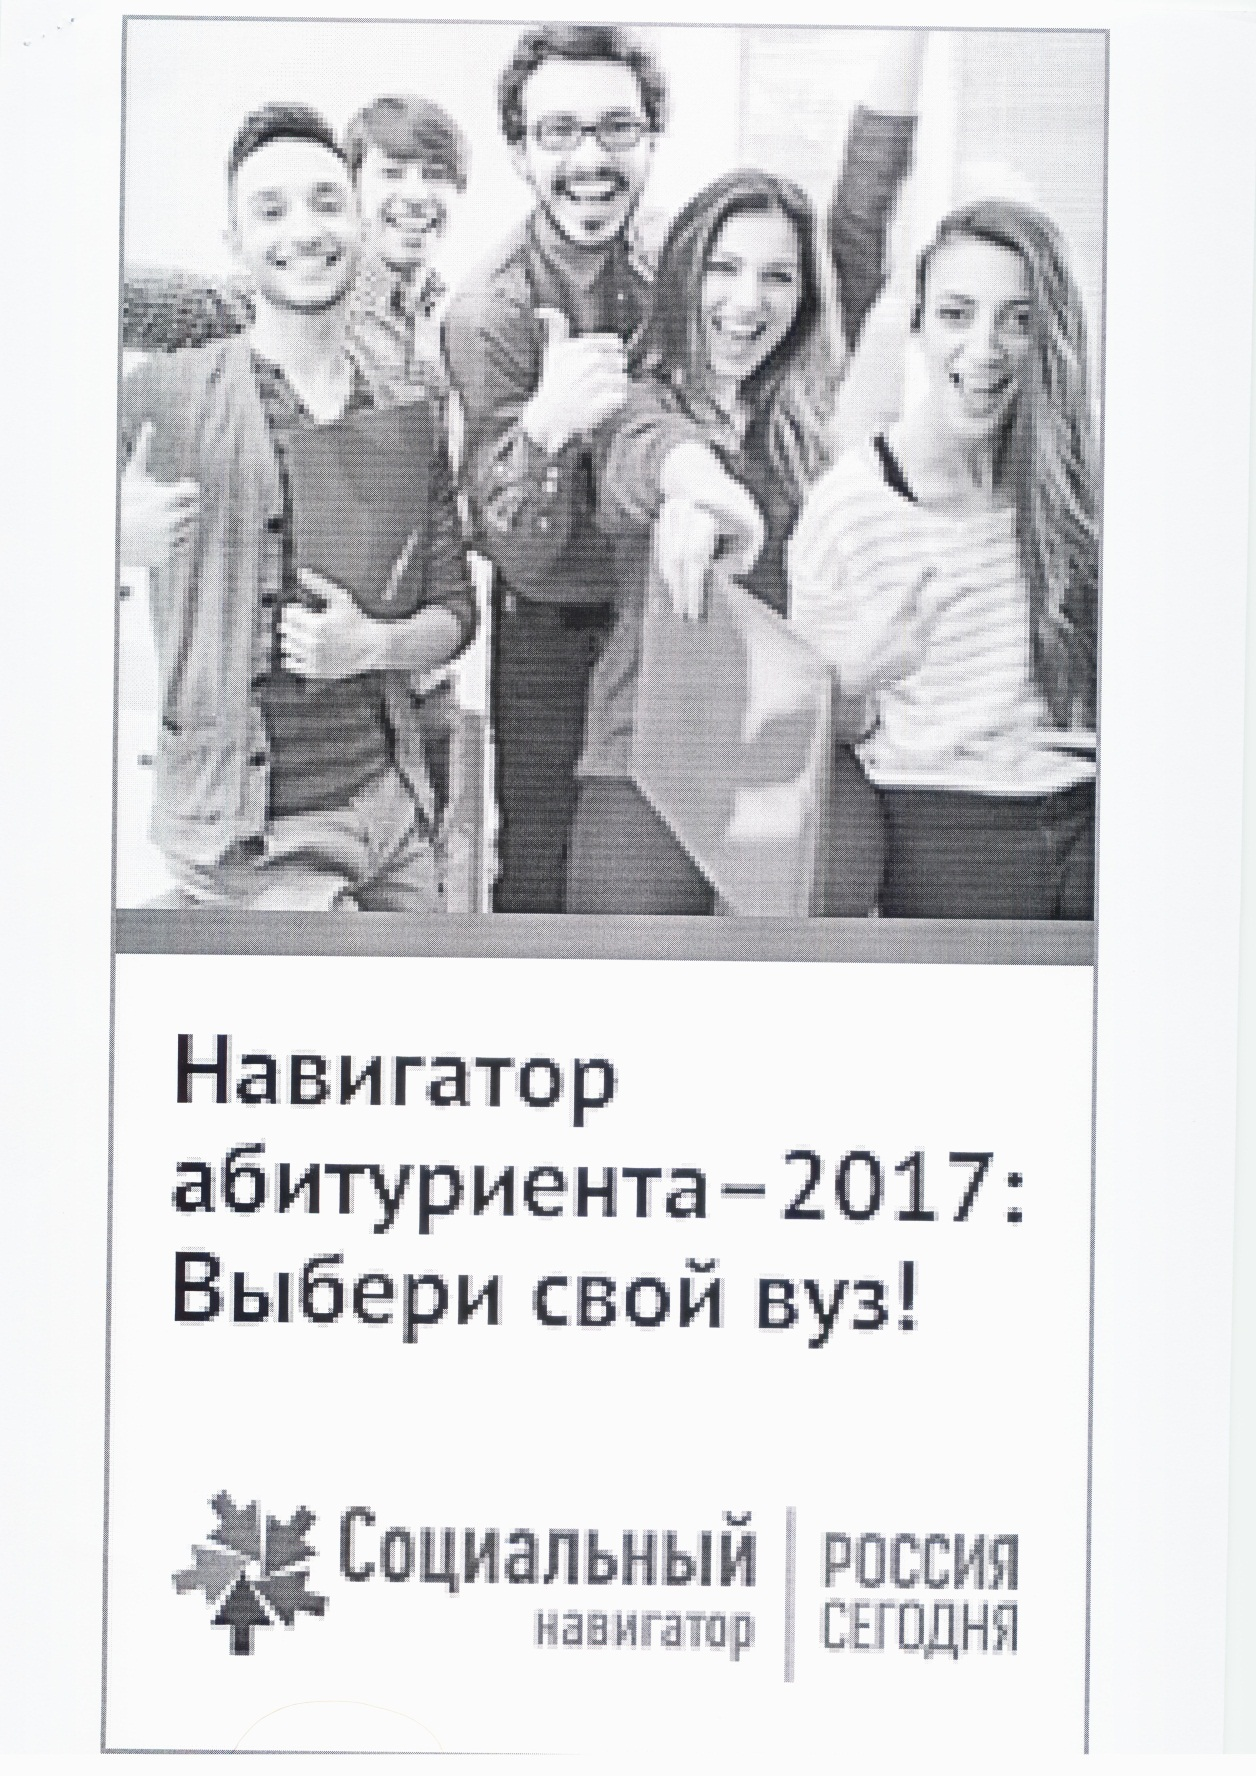 Навигатор
абитуриента–2017:
Выбери свой вуз!
Социальный
навигатор
РОССИЯ
СЕГОДНЯ